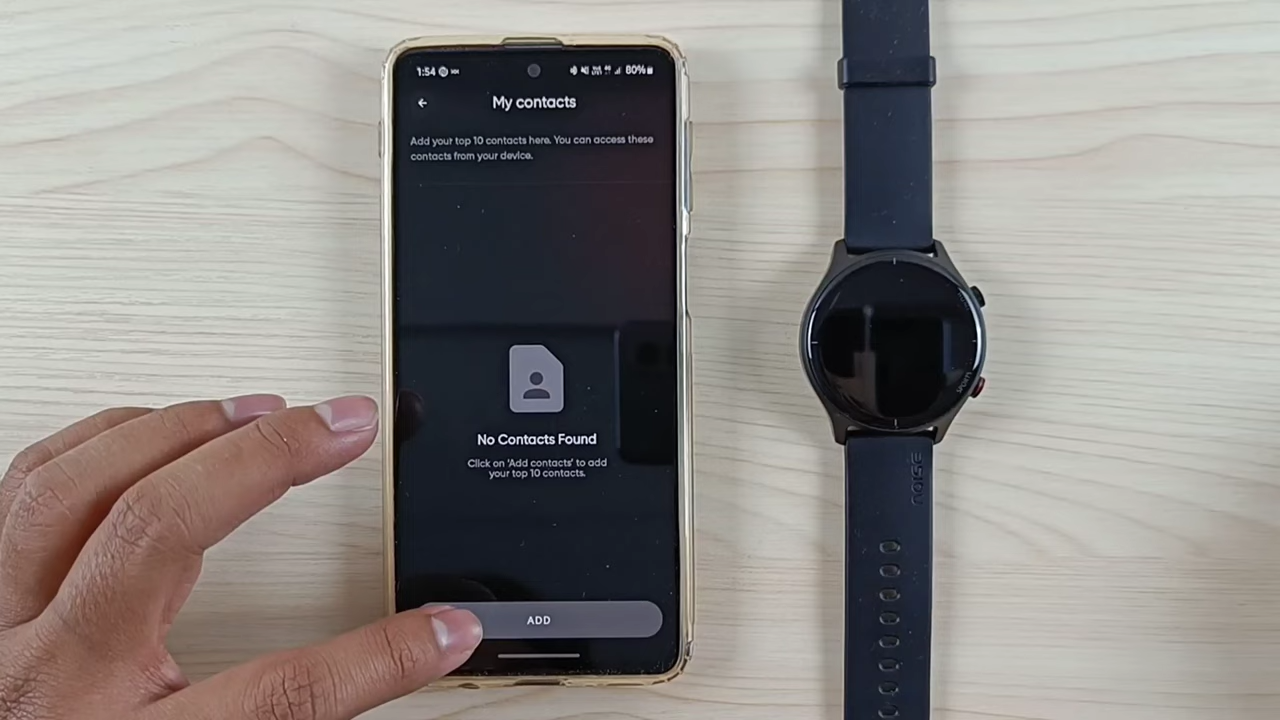 1:54
80%
My contacts
Add your top 10 contacts here. You can access these
contacts from your device.
No Contacts Found
Click on 'Add contacts' to add
your top 10 contacts.
ADD
noise